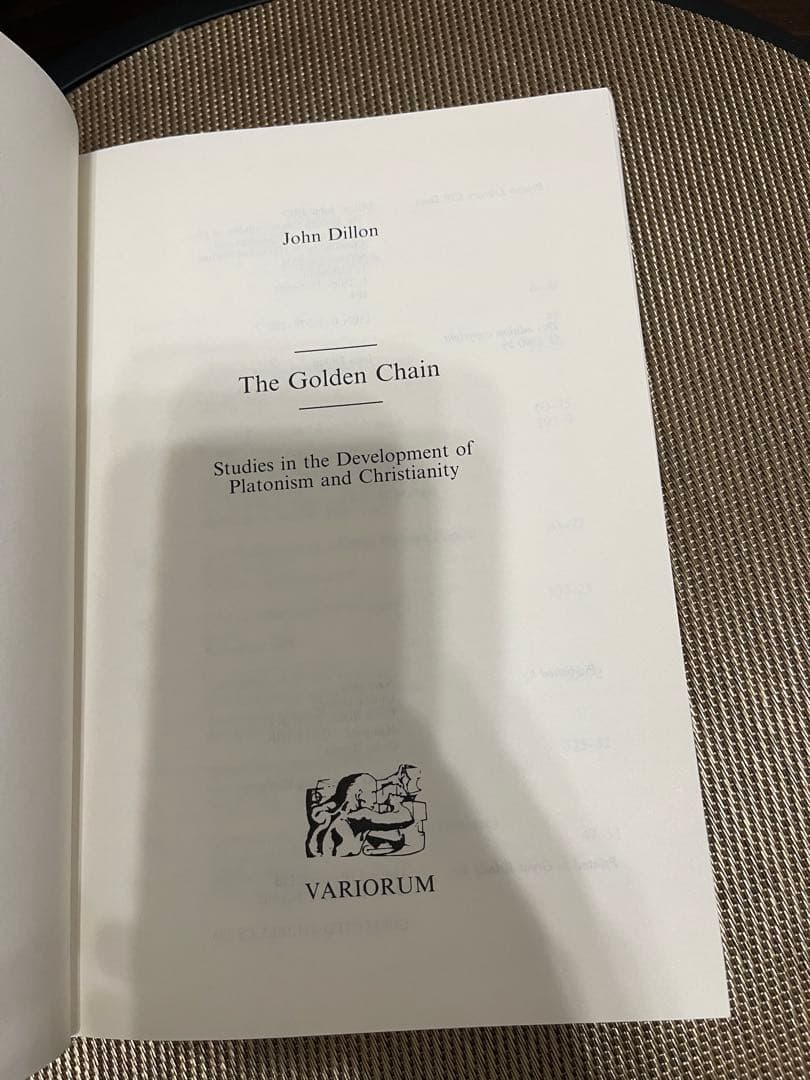 John Dillon
The Golden Chain
Studies in the Development of
Platonism and Christianity
VARIORUM